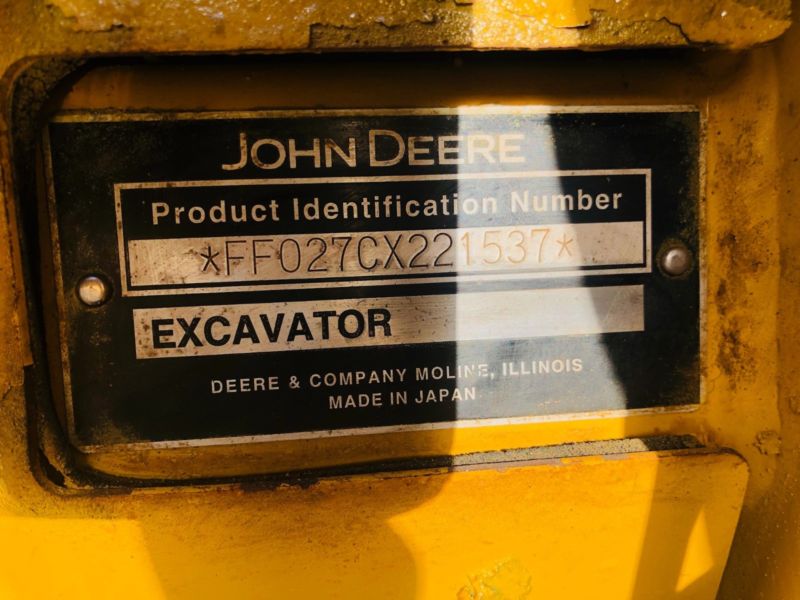 JOHN DEERE
Product Identification Number
*FF027CX221537*
EXCAVATOR
DEERE & COMPANY MOLINE, ILLINOIS
MADE IN JAPAN